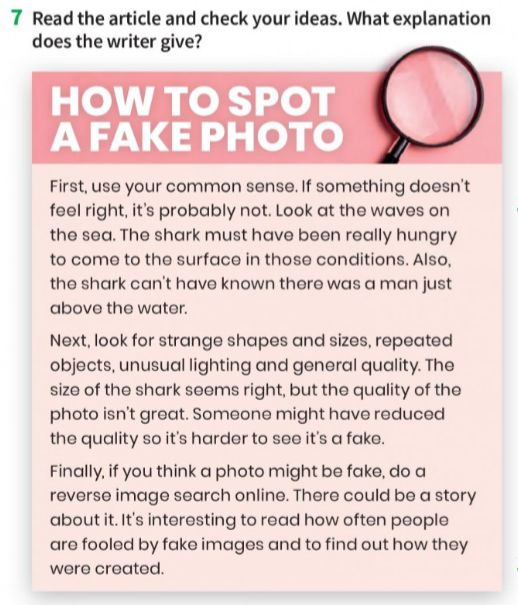 7 Read the article and check your ideas. What explanation
does the writer give?
HOW TO SPOT
A FAKE PHOTO
First, use your common sense. If something doesn't
feel right, it's probably not. Look at the waves on
the sea. The shark must have been really hungry
to come to the surface in those conditions. Also,
the shark can't have known there was a man just
above the water.
Next, look for strange shapes and sizes, repeated
objects, unusual lighting and general quality. The
size of the shark seems right, but the quality of the
photo isn't great. Someone might have reduced
the quality so it's harder to see it's a fake.
Finally, if you think a photo might be fake, do a
reverse image search online. There could be a story
about it. It's interesting to read how often people
are fooled by fake images and to find out how they
were created.